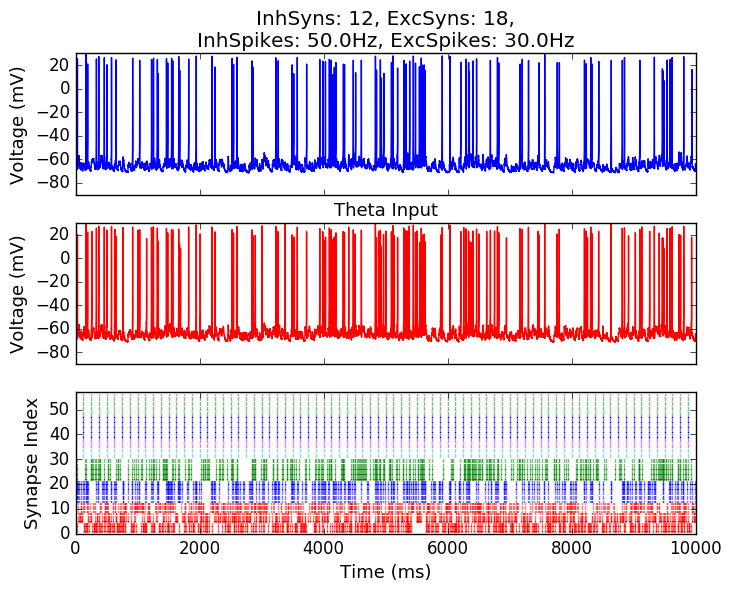 InhSyns: 12, ExcSyns: 18,
InhSpikes: 50.0Hz, ExcSpikes: 30.0Hz
20
0
−20
−40
−60
−80
Voltage (mV)
Theta Input
20
0
−20
−40
−60
−80
Voltage (mV)
50
40
30
20
10
0
Synapse Index
0 2000 4000 6000 8000 10000
Time (ms)